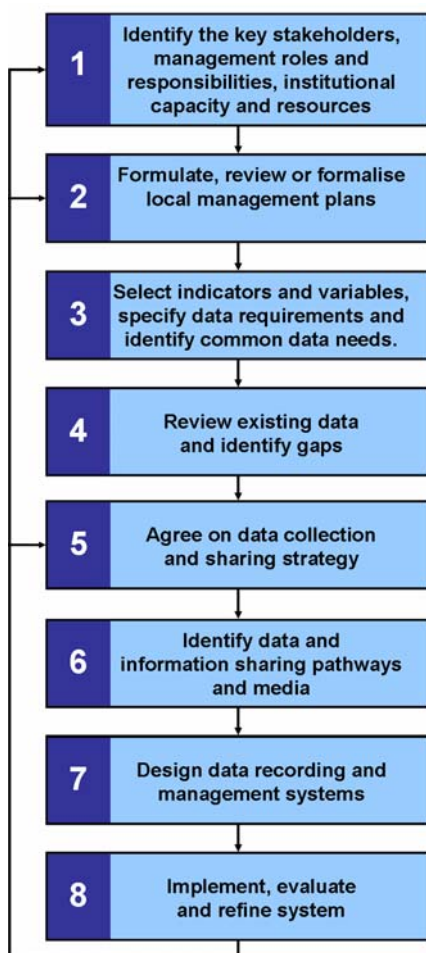 1
Identify the key stakeholders,
management roles and
responsibilities, institutional
capacity and resources
2
Formulate, review or formalise
local management plans
3
Select indicators and variables,
specify data requirements and
identify common data needs.
4
Review existing data
and identify gaps
5
Agree on data collection
and sharing strategy
6
Identify data and
information sharing pathways
and media
7
Design data recording and
management systems
8
Implement, evaluate
and refine system